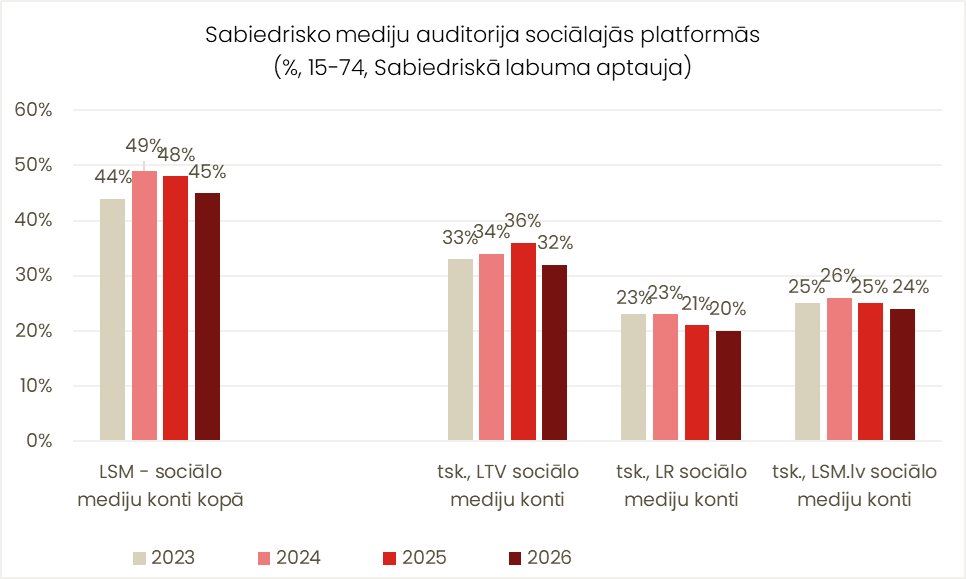 Sabiedrisko mediju auditorija sociālajās platformās
(%, 15-74, Sabiedriskā labuma aptauja)
60%
50%
40%
30%
20%
10%
0%
44%
49%
48%
45%
33%
34%
36%
32%
23%
23%
21%
20%
25%
26%
25%
24%
LSM - sociālo
mediju konti kopā
tsk., LTV sociālo
mediju konti
tsk., LR sociālo
mediju konti
tsk., LSM.lv sociālo
mediju konti
2023
2024
2025
2026